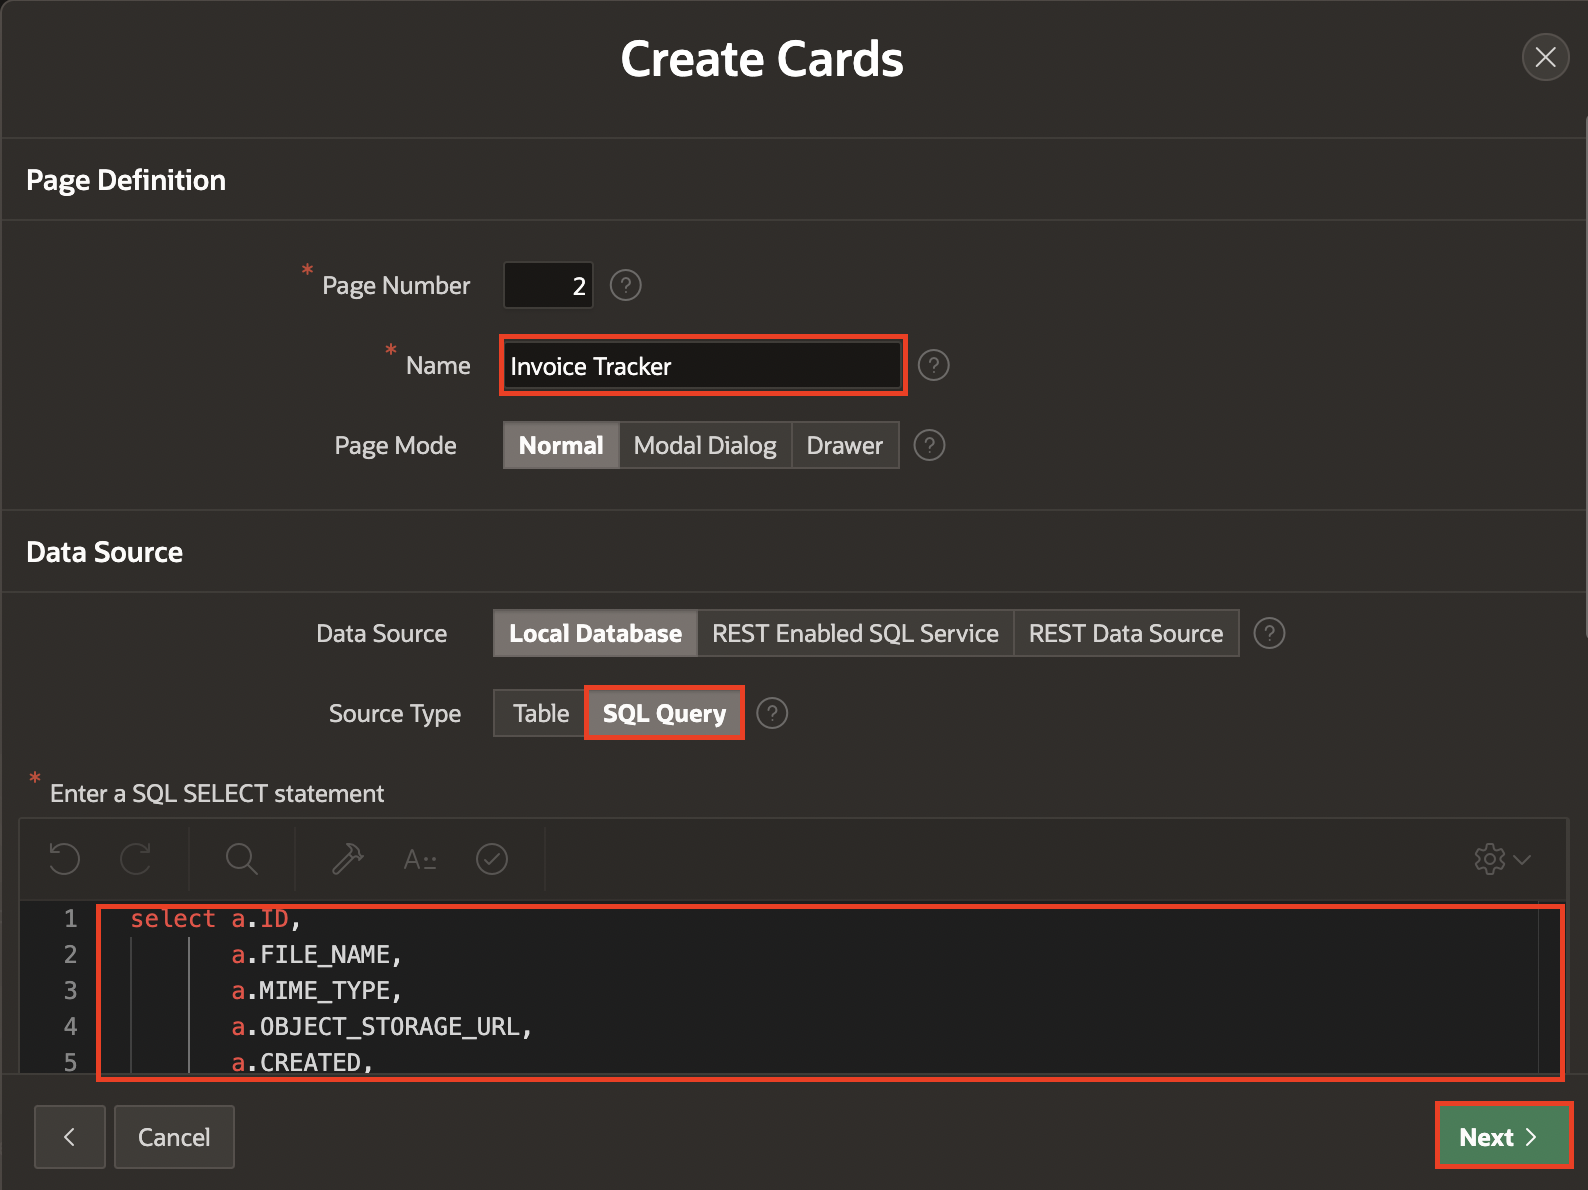 Create Cards
Page Definition
* Page Number 2 ?
* Name Invoice Tracker ?
Page Mode Normal Modal Dialog Drawer ?
Data Source
Data Source Local Database REST Enabled SQL Service REST Data Source ?
Source Type Table SQL Query ?
* Enter a SQL SELECT statement
A
1 select a.ID,
2 a.FILE_NAME,
3 a.MIME_TYPE,
4 a.OBJECT_STORAGE_URL,
5 a.CREATED,
Cancel Next